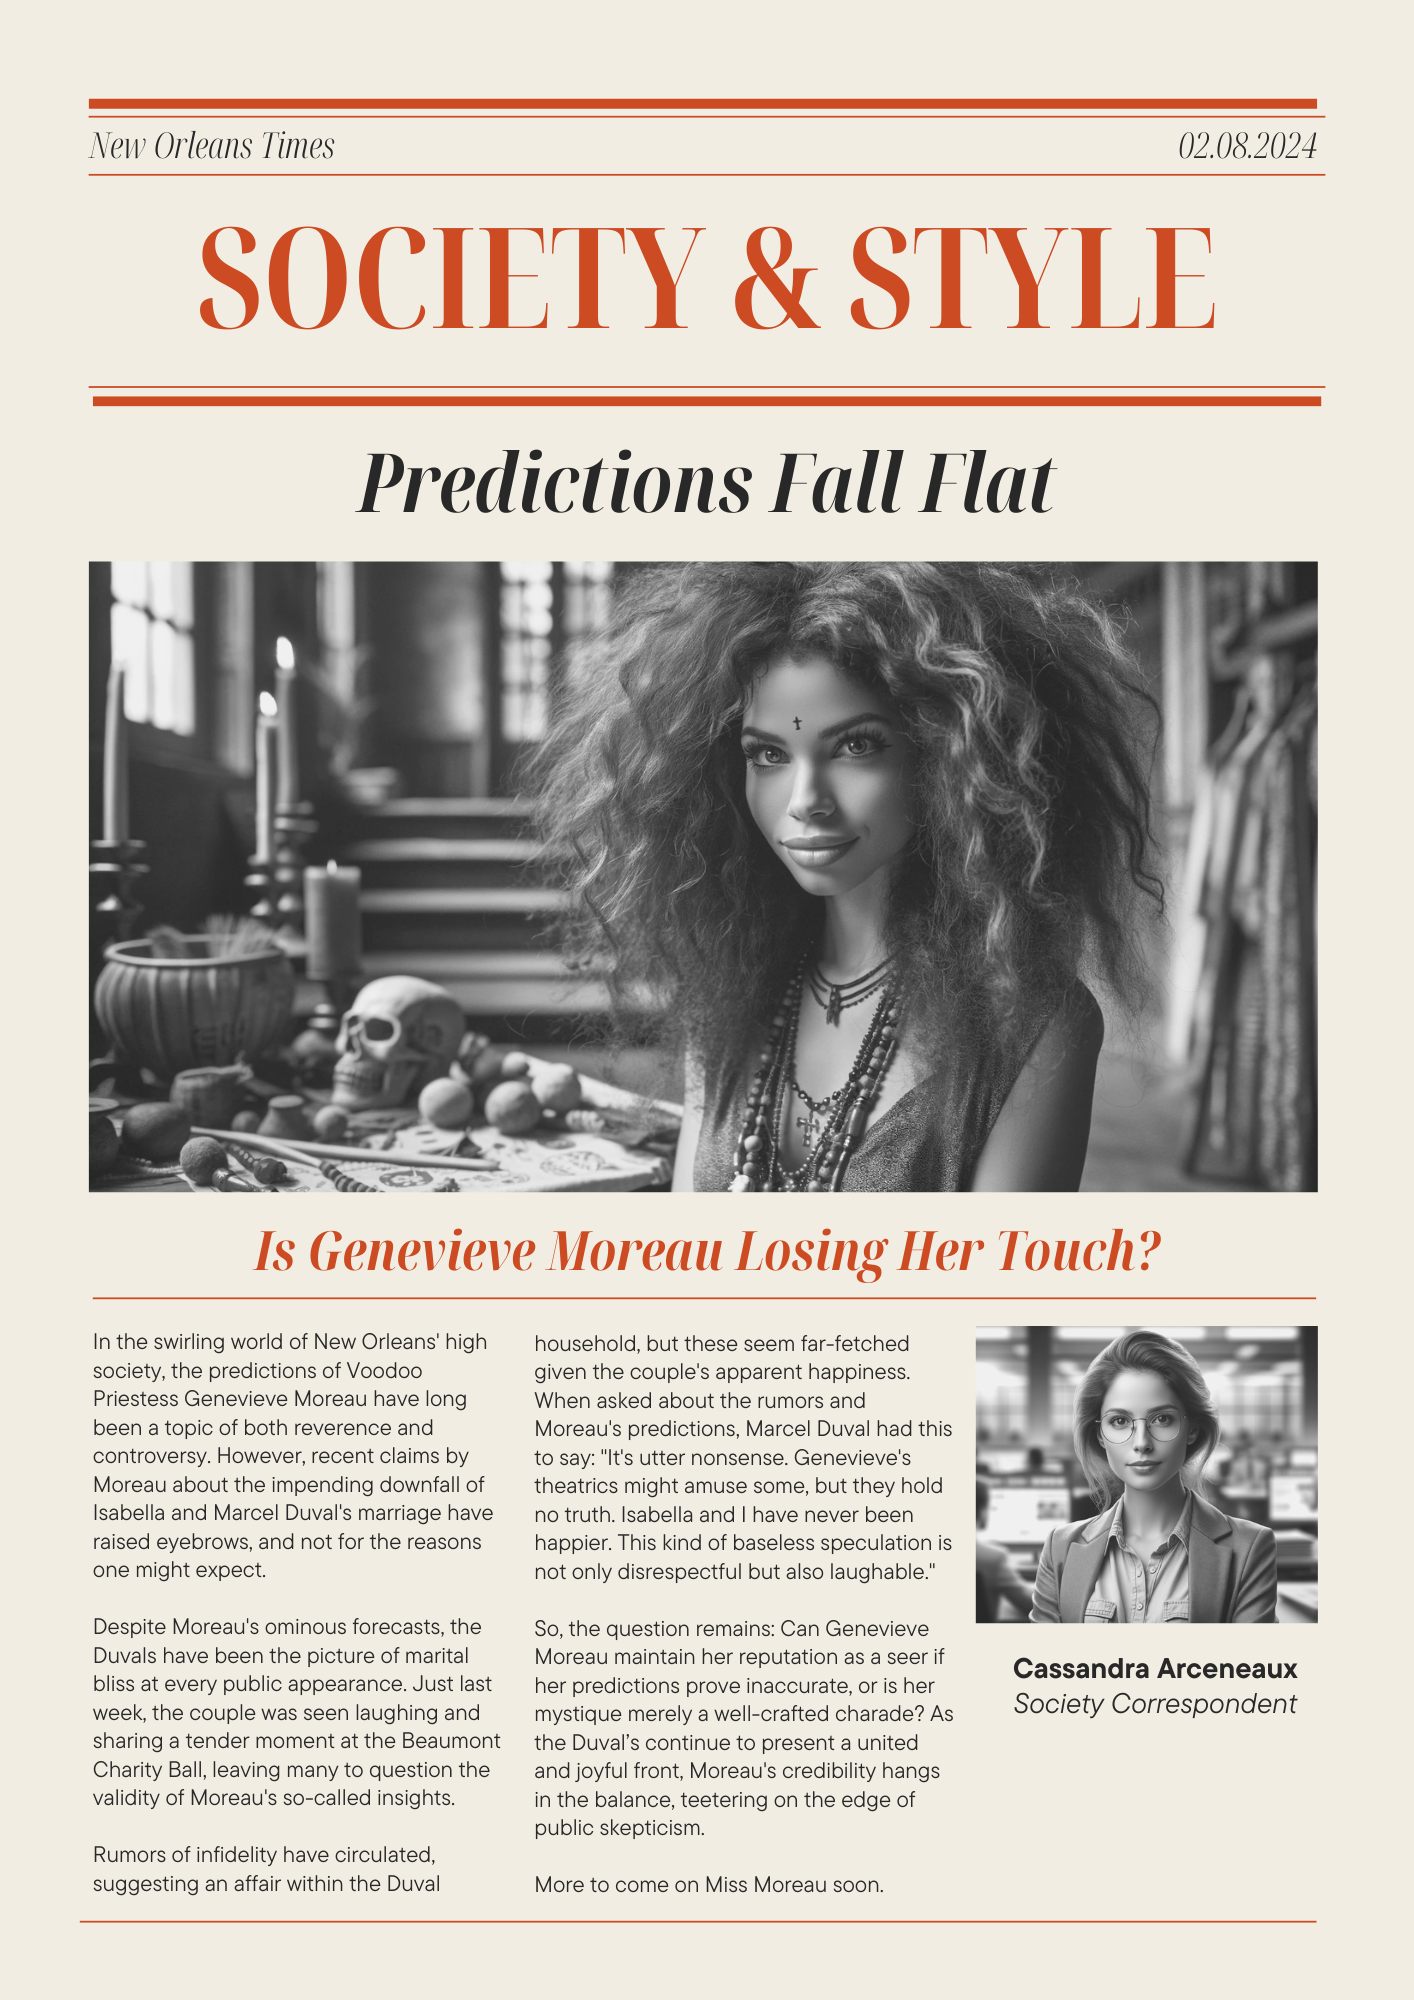 New Orleans Times
02.08.2024
SOCIETY & STYLE
Predictions Fall Flat
Is Genevieve Moreau Losing Her Touch?
In the swirling world of New Orleans' high
society, the predictions of Voodoo
Priestess Genevieve Moreau have long
been a topic of both reverence and
controversy. However, recent claims by
Moreau about the impending downfall of
Isabella and Marcel Duval's marriage have
raised eyebrows, and not for the reasons
one might expect.
Despite Moreau's ominous forecasts, the
Duvals have been the picture of marital
bliss at every public appearance. Just last
week, the couple was seen laughing and
sharing a tender moment at the Beaumont
Charity Ball, leaving many to question the
validity of Moreau's so-called insights.
Rumors of infidelity have circulated,
suggesting an affair within the Duval
household, but these seem far-fetched
given the couple's apparent happiness.
When asked about the rumors and
Moreau's predictions, Marcel Duval had this
to say: "It's utter nonsense. Genevieve's
theatrics might amuse some, but they hold
no truth. Isabella and I have never been
happier. This kind of baseless speculation is
not only disrespectful but also laughable."
So, the question remains: Can Genevieve
Moreau maintain her reputation as a seer if
her predictions prove inaccurate, or is her
mystique merely a well-crafted charade? As
the Duval’s continue to present a united
and joyful front, Moreau's credibility hangs
in the balance, teetering on the edge of
public skepticism.
More to come on Miss Moreau soon.
Cassandra Arceneaux
Society Correspondent